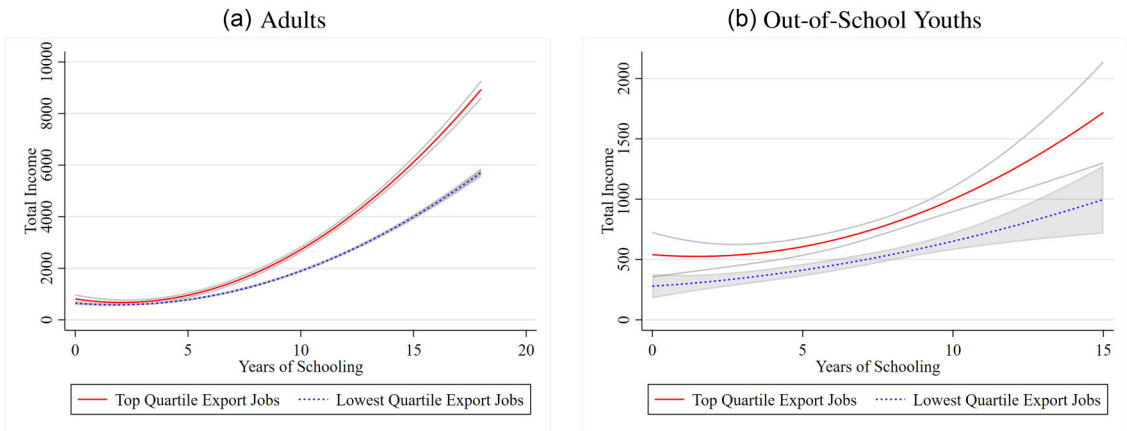 (a) Adults
Total Income
10000
8000
6000
4000
2000
0
0 5 10 15 20
Years of Schooling
Top Quartile Export Jobs Lowest Quartile Export Jobs
(b) Out-of-School Youths
Total Income
2000
1500
1000
500
0
0 5 10 15
Years of Schooling
Top Quartile Export Jobs Lowest Quartile Export Jobs